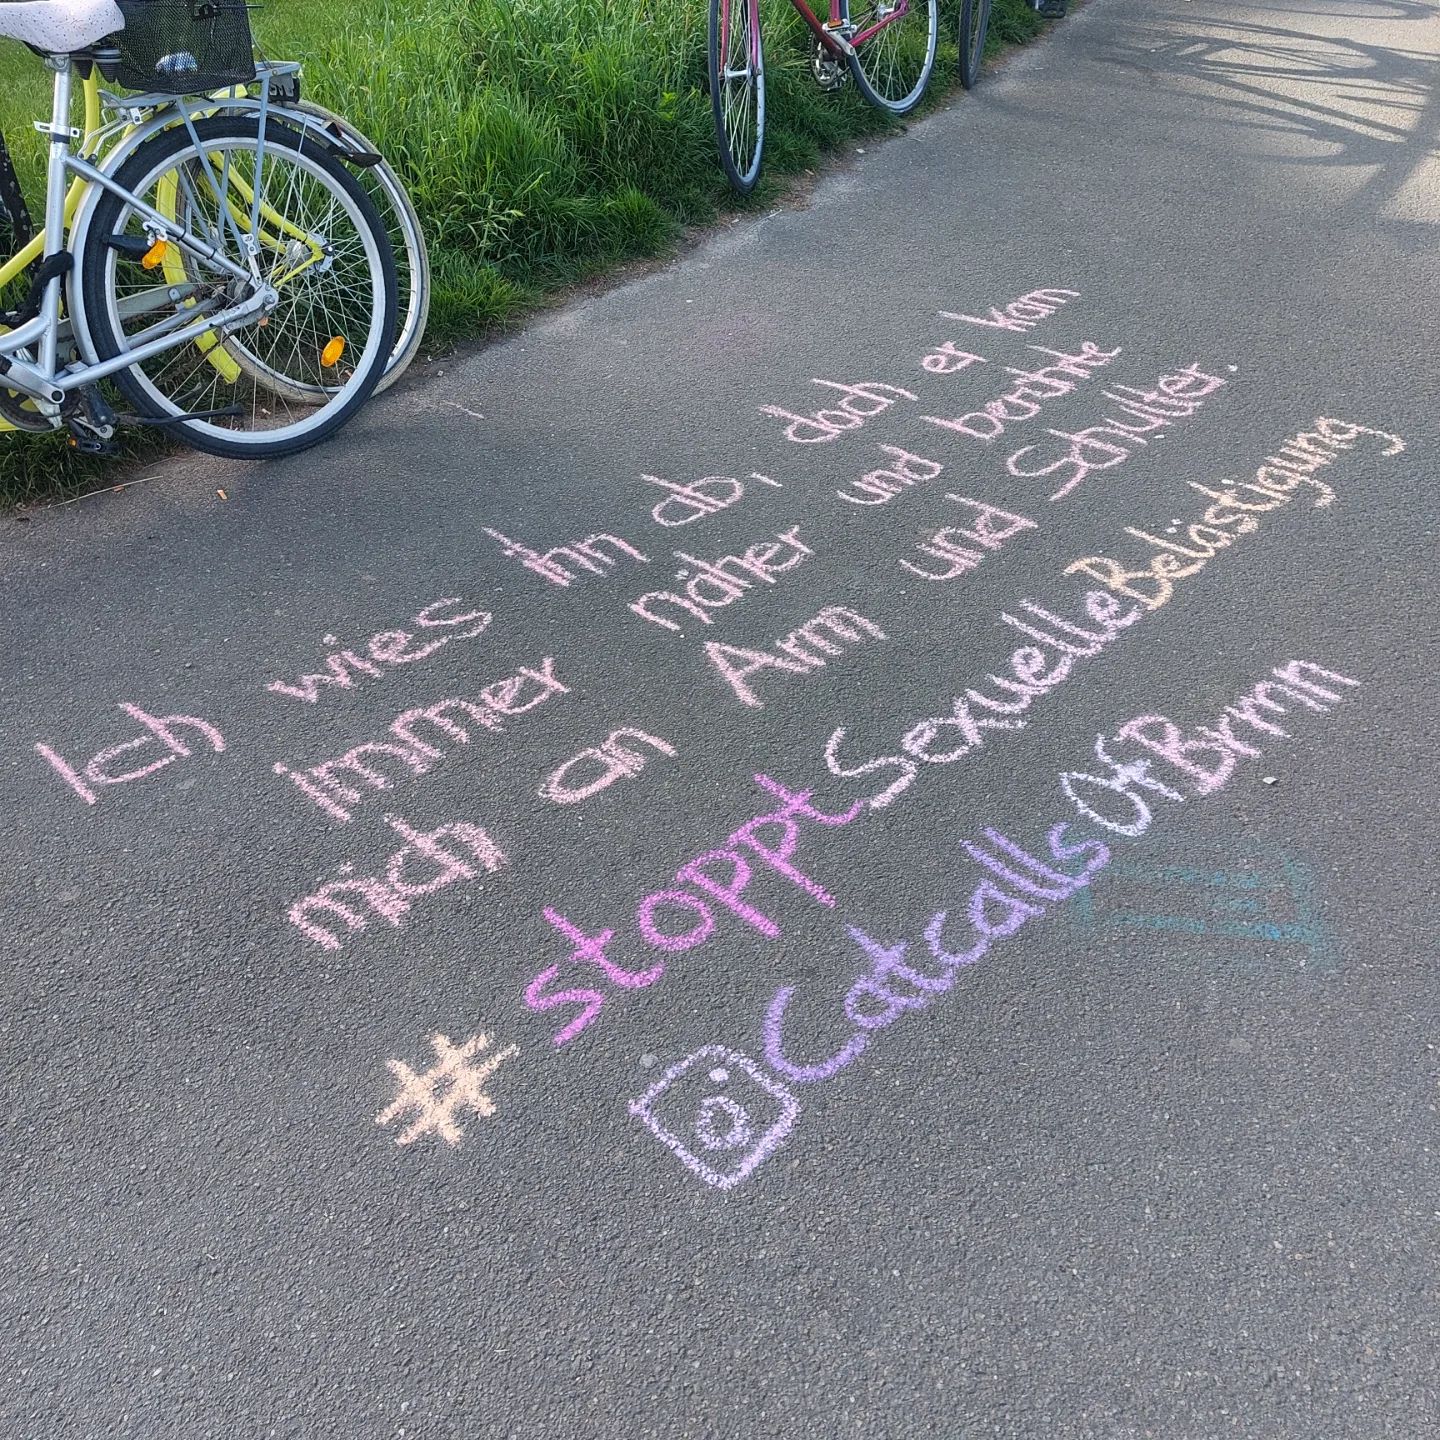 Ich wies ihn ab, doch er kam
immer näher und berührte
mich an Arm und Schulter.
#stopptSexuelleBelästigung
CatcallsOfBrmn